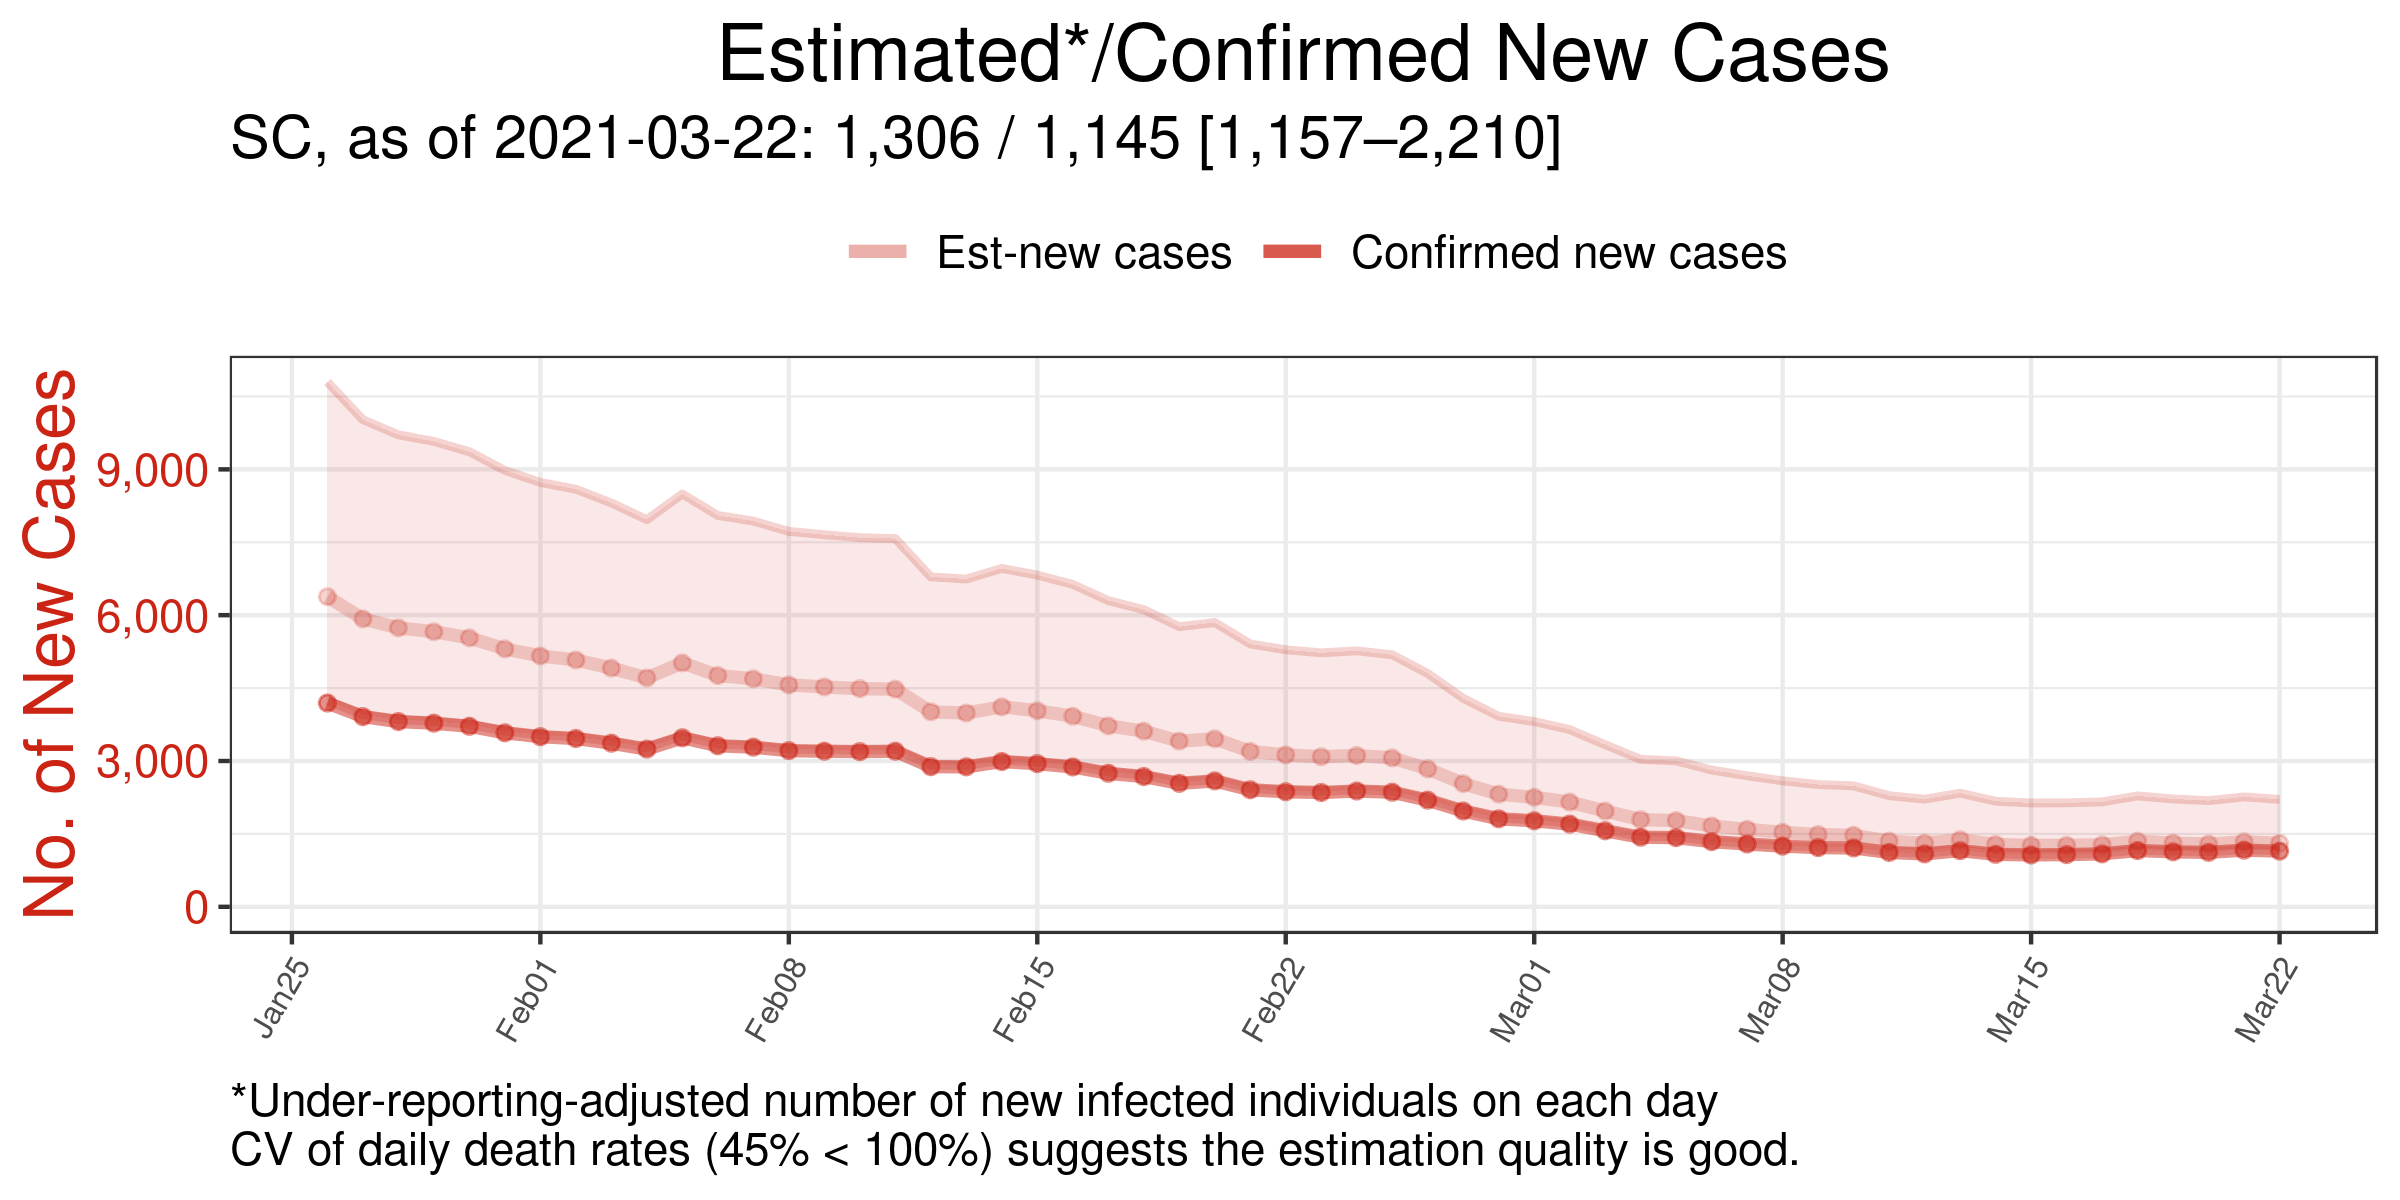 Estimated*/Confirmed New Cases
SC, as of 2021-03-22: 1,306 / 1,145 [1,157–2,210]
Est-new cases Confirmed new cases
No. of New Cases
9,000
6,000
3,000
0
Jan25 Feb01 Feb08 Feb15 Feb22 Mar01 Mar08 Mar15 Mar22
*Under-reporting-adjusted number of new infected individuals on each day
CV of daily death rates (45% < 100%) suggests the estimation quality is good.